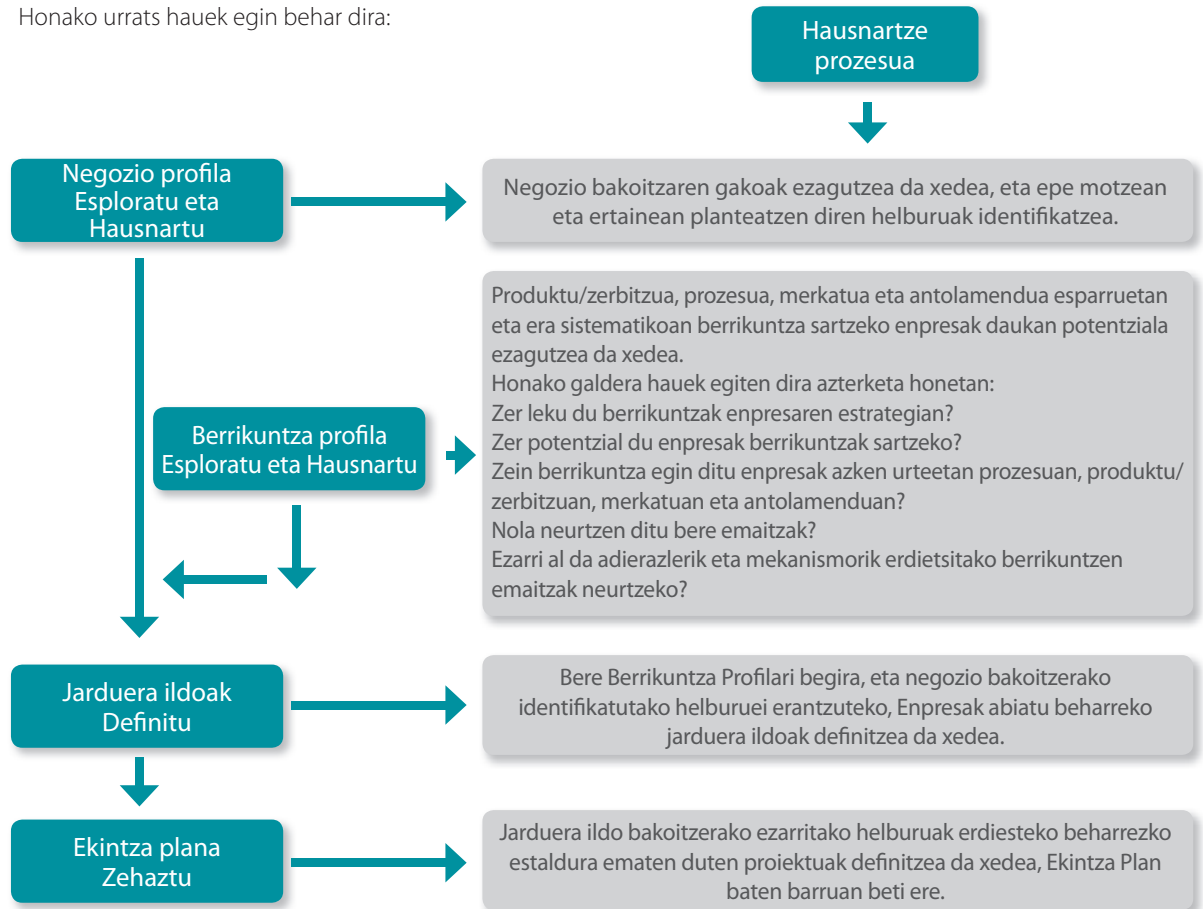 Honako urrats hauek egin behar dira:
Hausnartze
prozesua
Negozio profila
Esploratu eta
Hausnartu
Negozio bakoitzaren gakoak ezagutzea da xedea, eta epe motzean
eta ertainean planteatzen diren helburuak identifikatzea.
Produktu/zerbitzua, prozesua, merkatua eta antolamendua esparruetan
eta era sistematikoan berrikuntza sartzeko enpresak daukan potentziala
ezagutzea da xedea.
Honako galdera hauek egiten dira azterketa honetan:
Zer leku du berrikuntzak enpresaren estrategian?
Zer potentzial du enpresak berrikuntzak sartzeko?
Zein berrikuntza egin ditu enpresak azken urteetan prozesuan, produktu/
zerbitzuan, merkatuan eta antolamenduan?
Nola neurtzen ditu bere emaitzak?
Ezarri al da adierazlerik eta mekanismorik erdietsitako berrikuntzen
emaitzak neurtzeko?
Berrikuntza profila
Esploratu eta Hausnartu
Jarduera ildoak
Definitu
Bere Berrikuntza Profilari begira, eta negozio bakoitzerako
identifikatutako helburuei erantzuteko, Enpresak abiatu beharreko
jarduera ildoak definitzea da xedea.
Ekintza plana
Zehaztu
Jarduera ildo bakoitzerako ezarritako helburuak erdiesteko beharrezko
estaldura ematen duten proiektuak definitzea da xedea, Ekintza Plan
baten barruan beti ere.